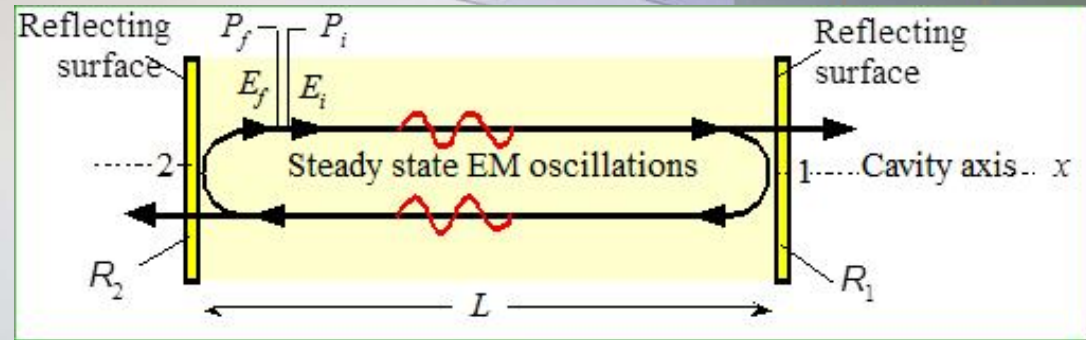 Reflecting
surface
P_f
P_i
Reflecting
surface
E_f
E_i
2
Steady state EM oscillations
1
Cavity axis
x
R_2
L
R_1